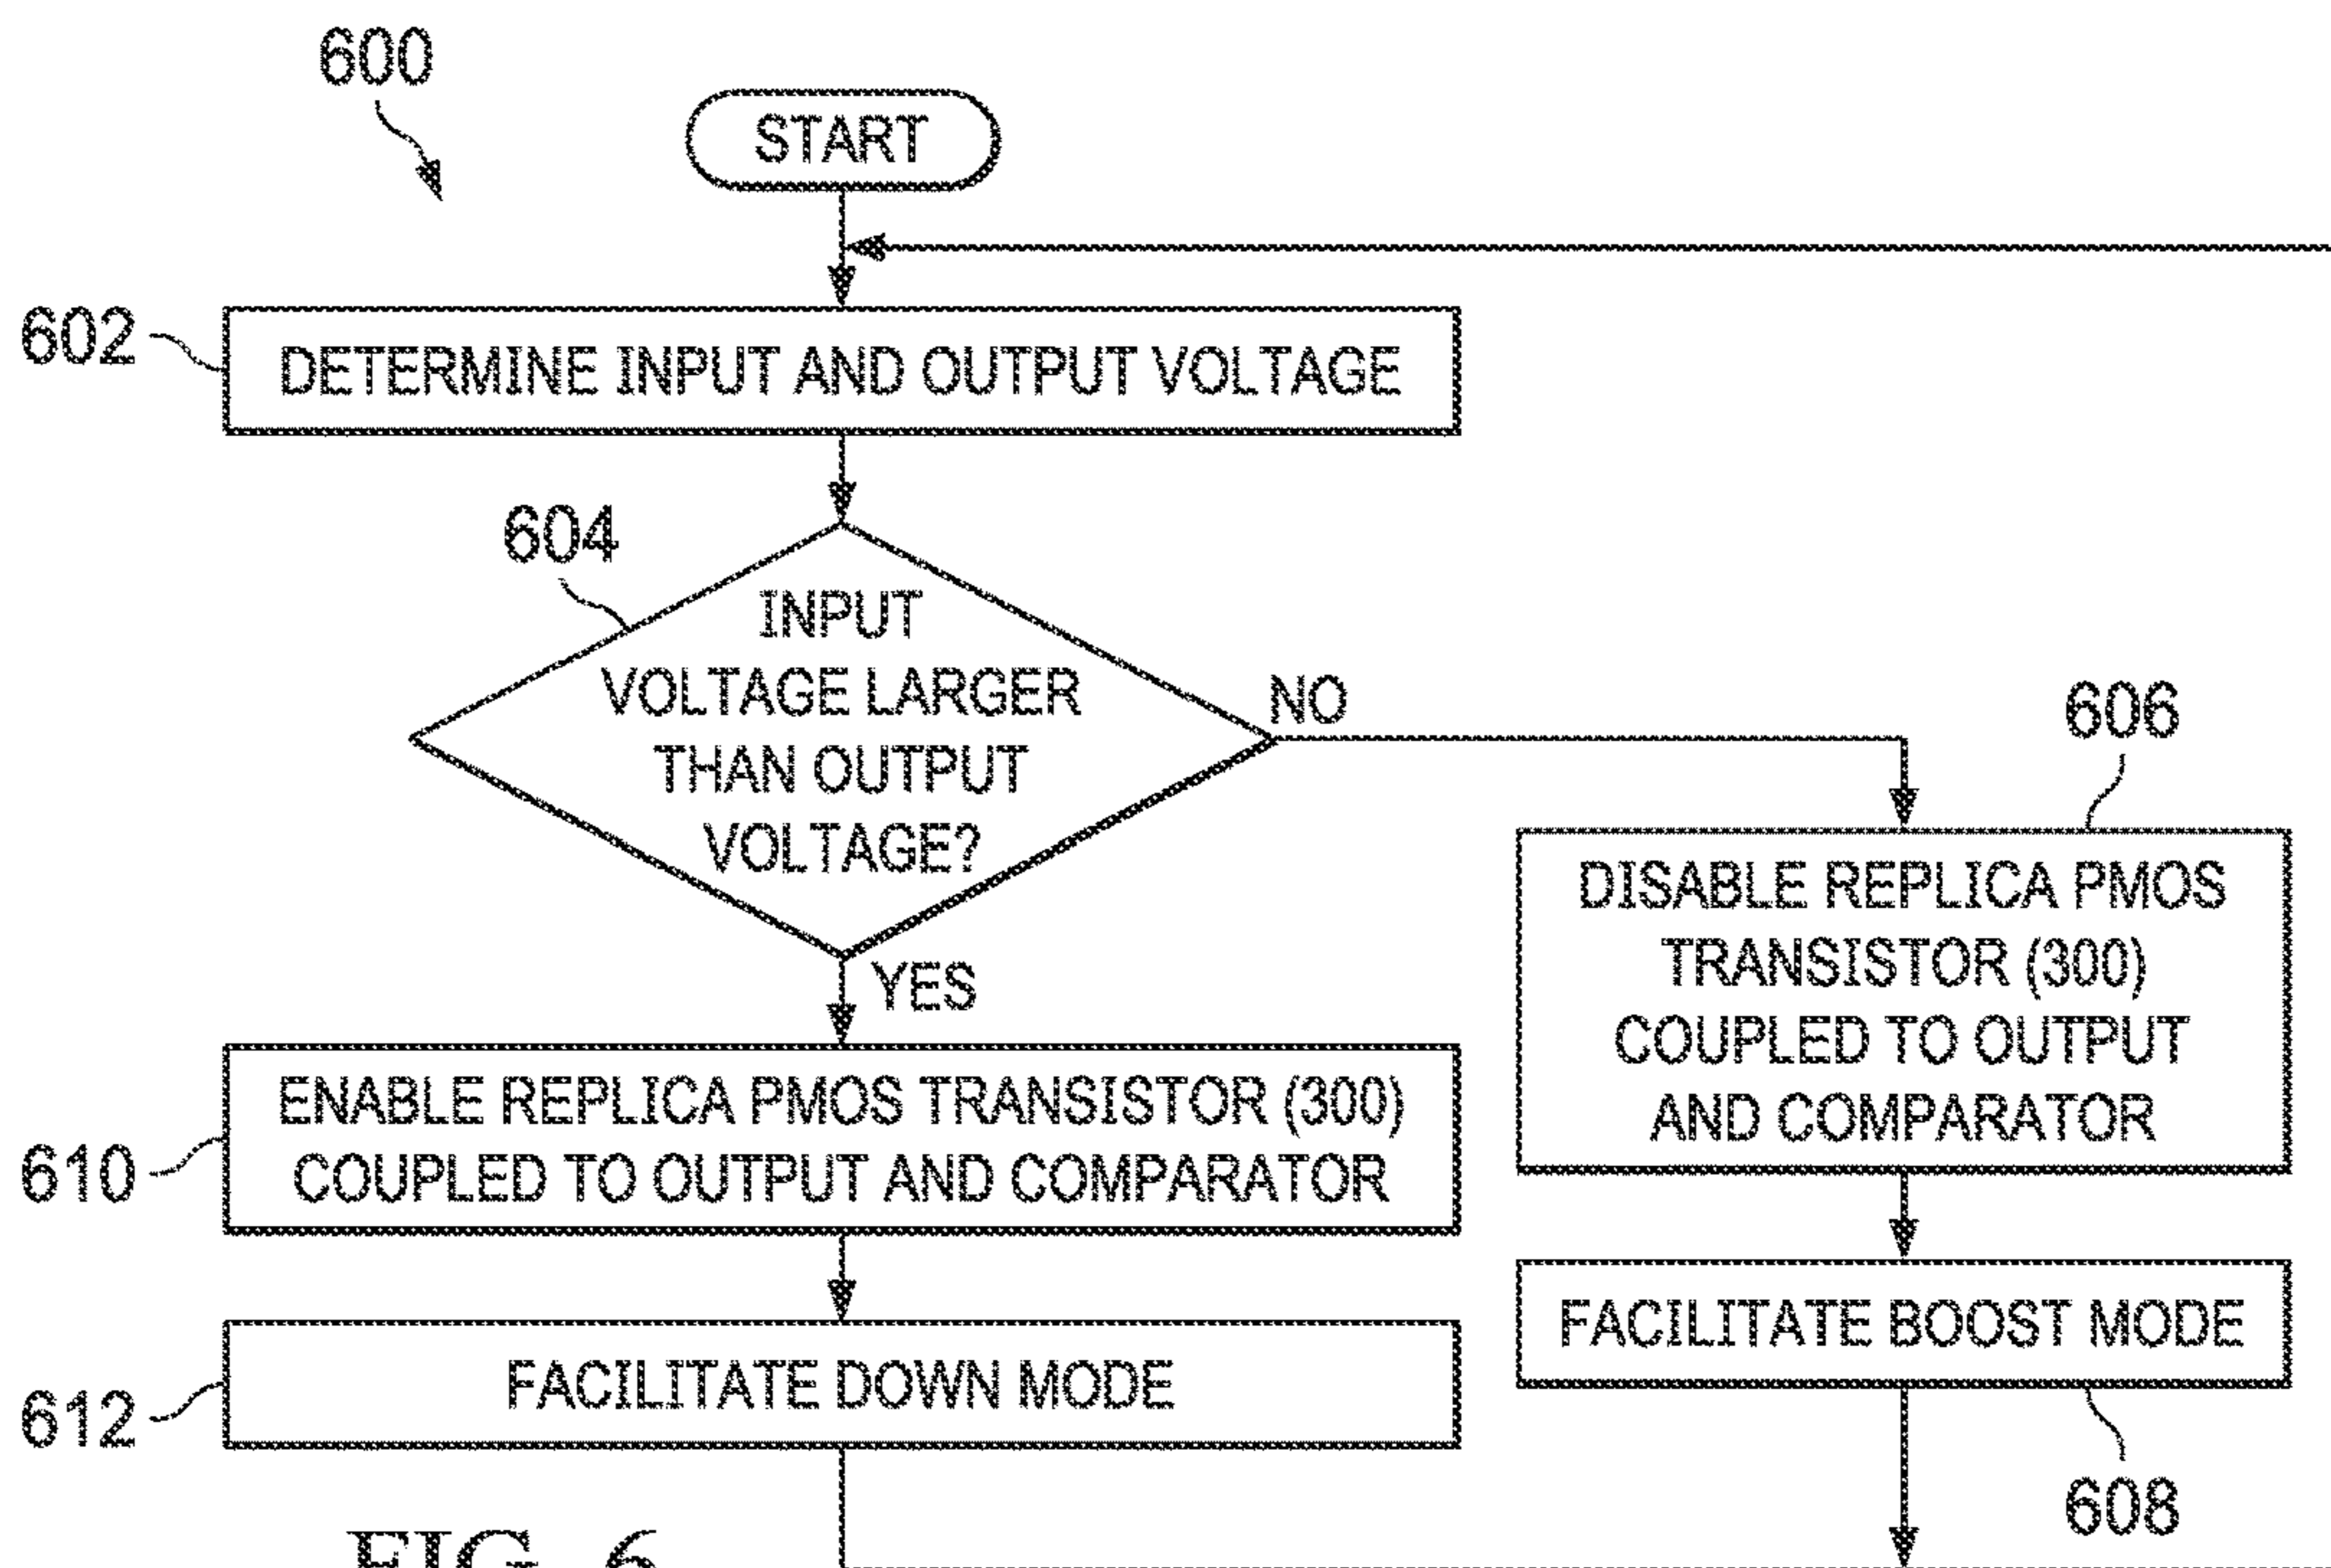 600
START
602
DETERMINE INPUT AND OUTPUT VOLTAGE
604
INPUT
VOLTAGE LARGER
THAN OUTPUT
VOLTAGE?
NO
YES
606
DISABLE REPLICA PMOS
TRANSISTOR (300)
COUPLED TO OUTPUT
AND COMPARATOR
610
ENABLE REPLICA PMOS TRANSISTOR (300)
COUPLED TO OUTPUT AND COMPARATOR
FACILITATE BOOST MODE
608
612
FACILITATE DOWN MODE
FIG. 6